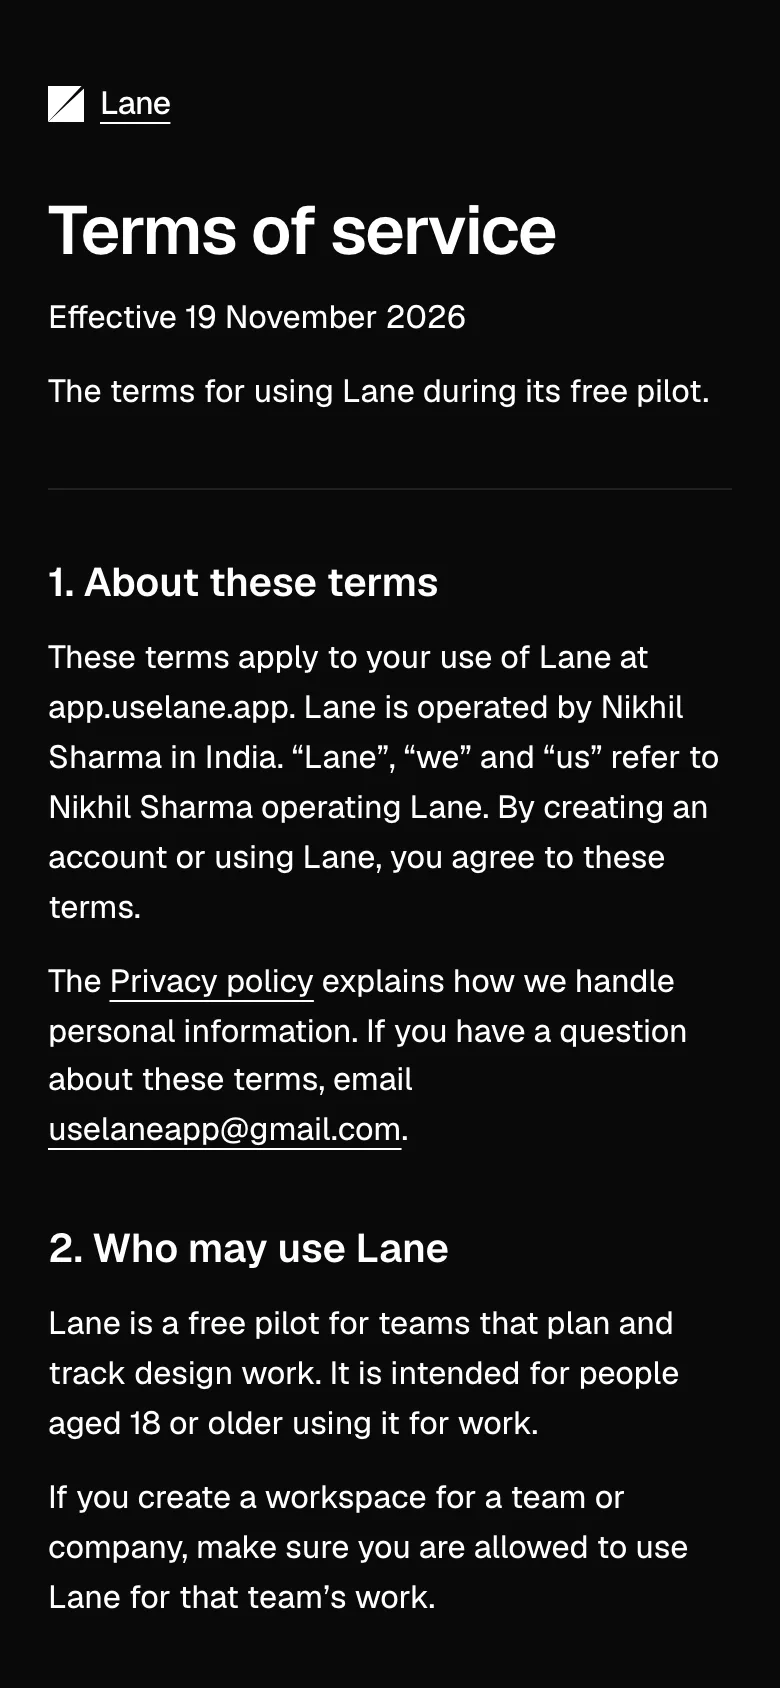 Lane
Terms of service
Effective 19 November 2026
The terms for using Lane during its free pilot.
1. About these terms
These terms apply to your use of Lane at
app.uselane.app. Lane is operated by Nikhil
Sharma in India. “Lane”, “we” and “us” refer to
Nikhil Sharma operating Lane. By creating an
account or using Lane, you agree to these
terms.
The Privacy policy explains how we handle
personal information. If you have a question
about these terms, email
uselaneapp@gmail.com.
2. Who may use Lane
Lane is a free pilot for teams that plan and
track design work. It is intended for people
aged 18 or older using it for work.
If you create a workspace for a team or
company, make sure you are allowed to use
Lane for that team’s work.